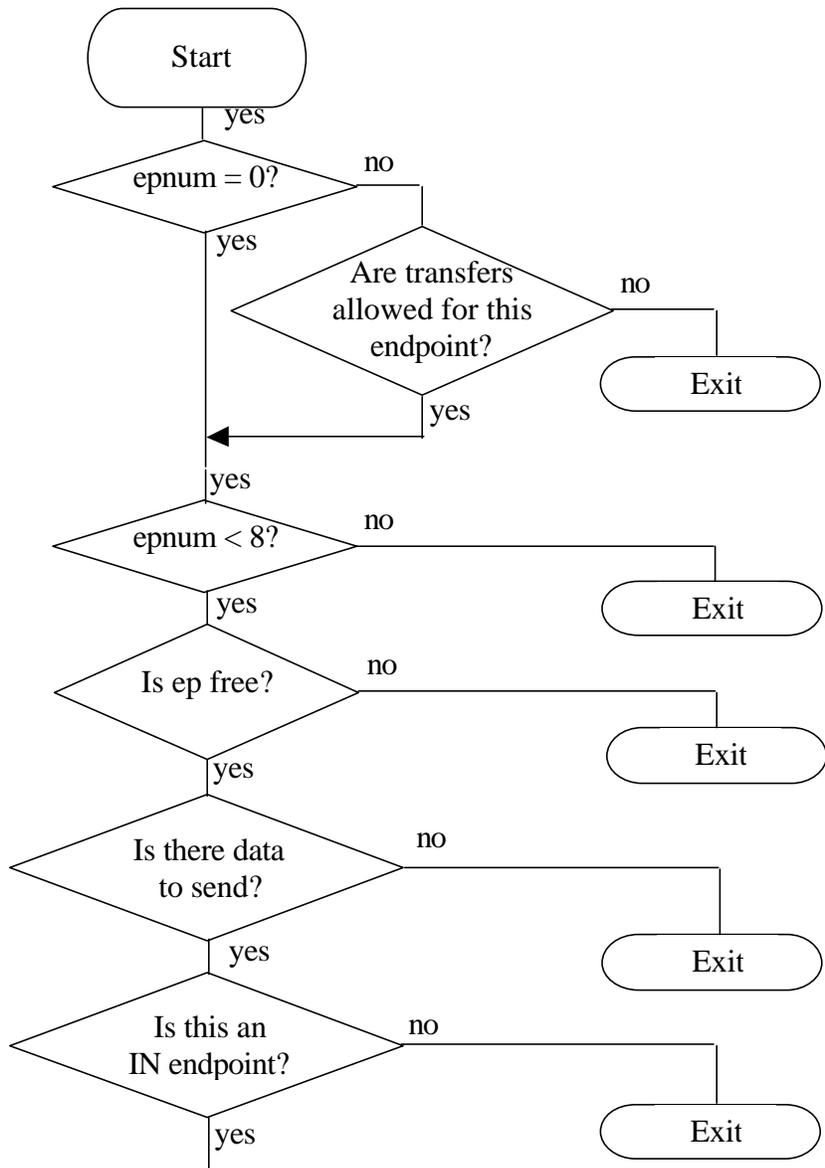 Start
yes
epnum = 0?
no
yes
Are transfers
allowed for this
endpoint?
no
Exit
yes
yes
epnum < 8?
no
Exit
yes
Is ep free?
no
Exit
yes
Is there data
to send?
no
Exit
yes
Is this an
IN endpoint?
no
Exit
yes